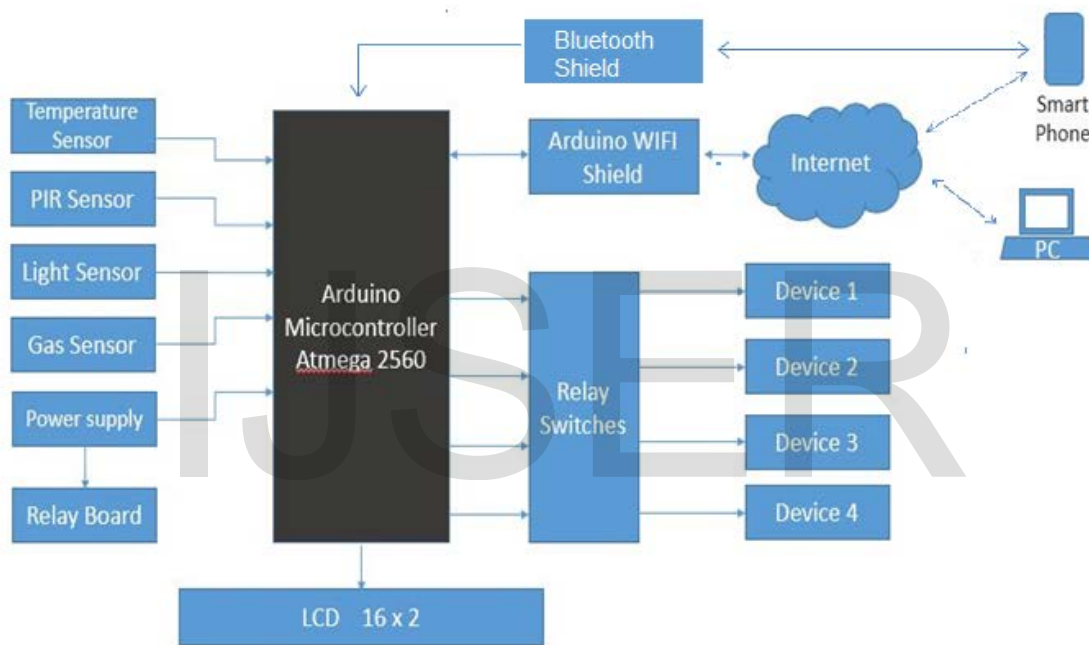 Bluetooth
Shield
Smart
Phone
Temperature
Sensor
Arduino WIFI
Shield
Internet
PIR Sensor
PC
Light Sensor
Arduino
Microcontroller
Atmega 2560
Device 1
Gas Sensor
Device 2
Relay
Switches
Power supply
Device 3
Relay Board
Device 4
LCD 16 x 2
IJSER